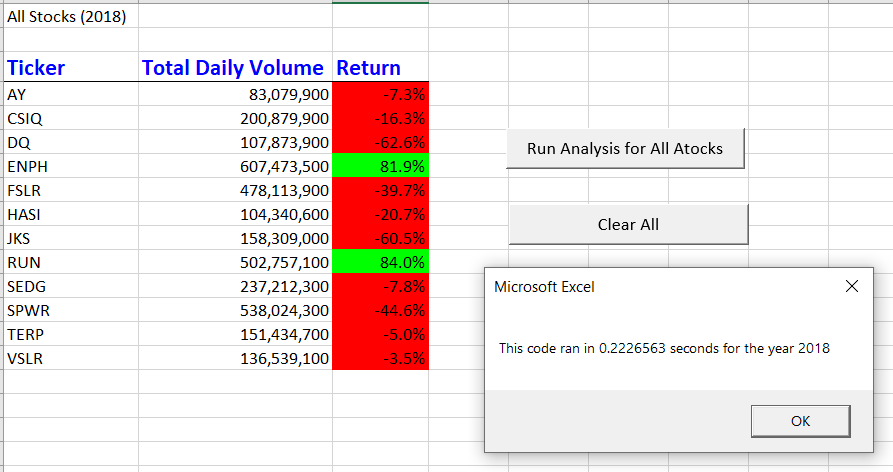 All Stocks (2018)
Ticker Total Daily Volume Return
AY 83,079,900 -7.3%
CSIQ 200,879,900 -16.3%
DQ 107,873,900 -62.6%
ENPH 607,473,500 81.9%
FSLR 478,113,900 -39.7%
HASI 104,340,600 -20.7%
JKS 158,309,000 -60.5%
RUN 502,757,100 84.0%
SEDG 237,212,300 -7.8%
SPWR 538,024,300 -44.6%
TERP 151,434,700 -5.0%
VSLR 136,539,100 -3.5%
Run Analysis for All Atocks
Clear All
Microsoft Excel
This code ran in 0.2226563 seconds for the year 2018
OK